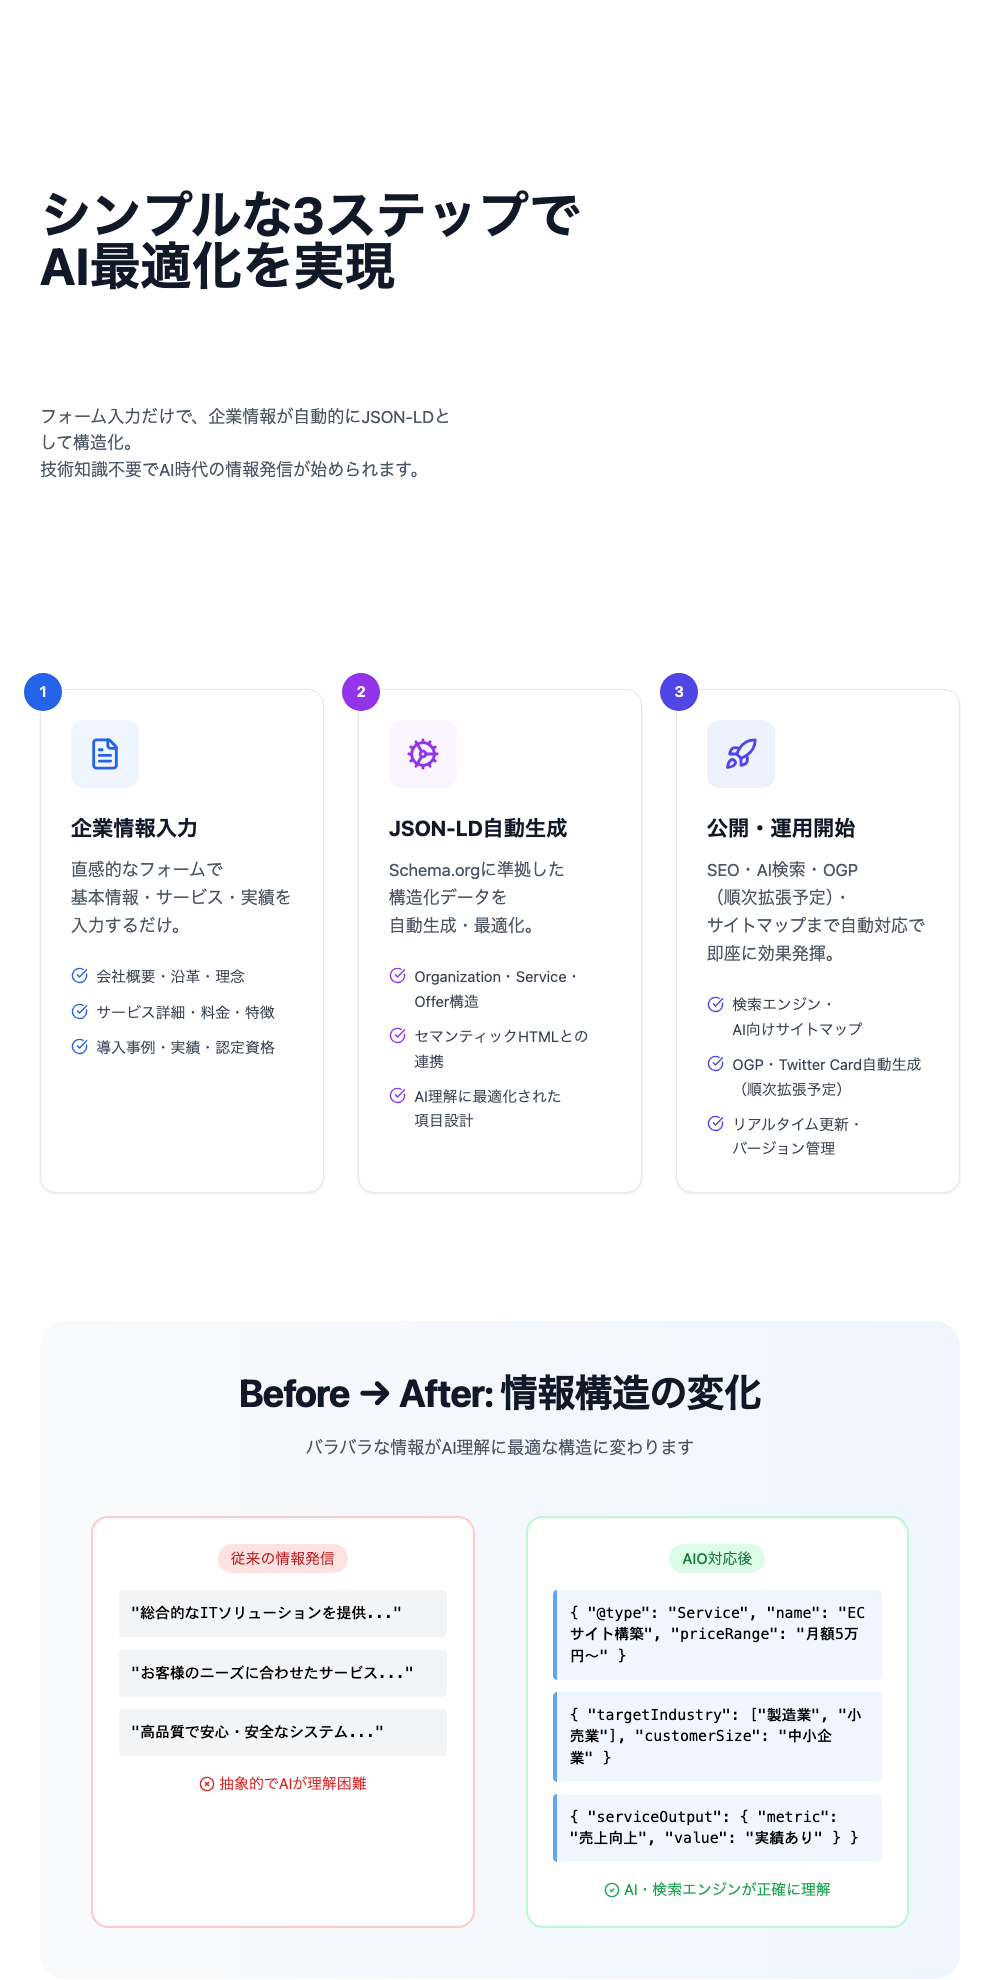 シンプルな3ステップで
AI最適化を実現
フォーム入力だけで、企業情報が自動的にJSON-LDと
して構造化。
技術知識不要でAI時代の情報発信が始められます。
1
企業情報入力
直感的なフォームで
基本情報・サービス・実績を
入力するだけ。
会社概要・沿革・理念
サービス詳細・料金・特徴
導入事例・実績・認定資格
2
JSON-LD自動生成
Schema.orgに準拠した
構造化データを
自動生成・最適化。
Organization・Service・
Offer構造
セマンティックHTMLとの
連携
AI理解に最適化された
項目設計
3
公開・運用開始
SEO・AI検索・OGP
（順次拡張予定）・
サイトマップまで自動対応で
即座に効果発揮。
検索エンジン・
AI向けサイトマップ
OGP・Twitter Card自動生成
（順次拡張予定）
リアルタイム更新・
バージョン管理
Before → After: 情報構造の変化
バラバラな情報がAI理解に最適な構造に変わります
従来の情報発信
"総合的なITソリューションを提供..."
"お客様のニーズに合わせたサービス..."
"高品質で安心・安全なシステム..."
抽象的でAIが理解困難
AIO対応後
{ "@type": "Service", "name": "EC
サイト構築", "priceRange": "月額5万
円〜" }
{ "targetIndustry": ["製造業", "小
売業"], "customerSize": "中小企
業" }
{ "serviceOutput": { "metric":
"売上向上", "value": "実績あり" } }
AI・検索エンジンが正確に理解